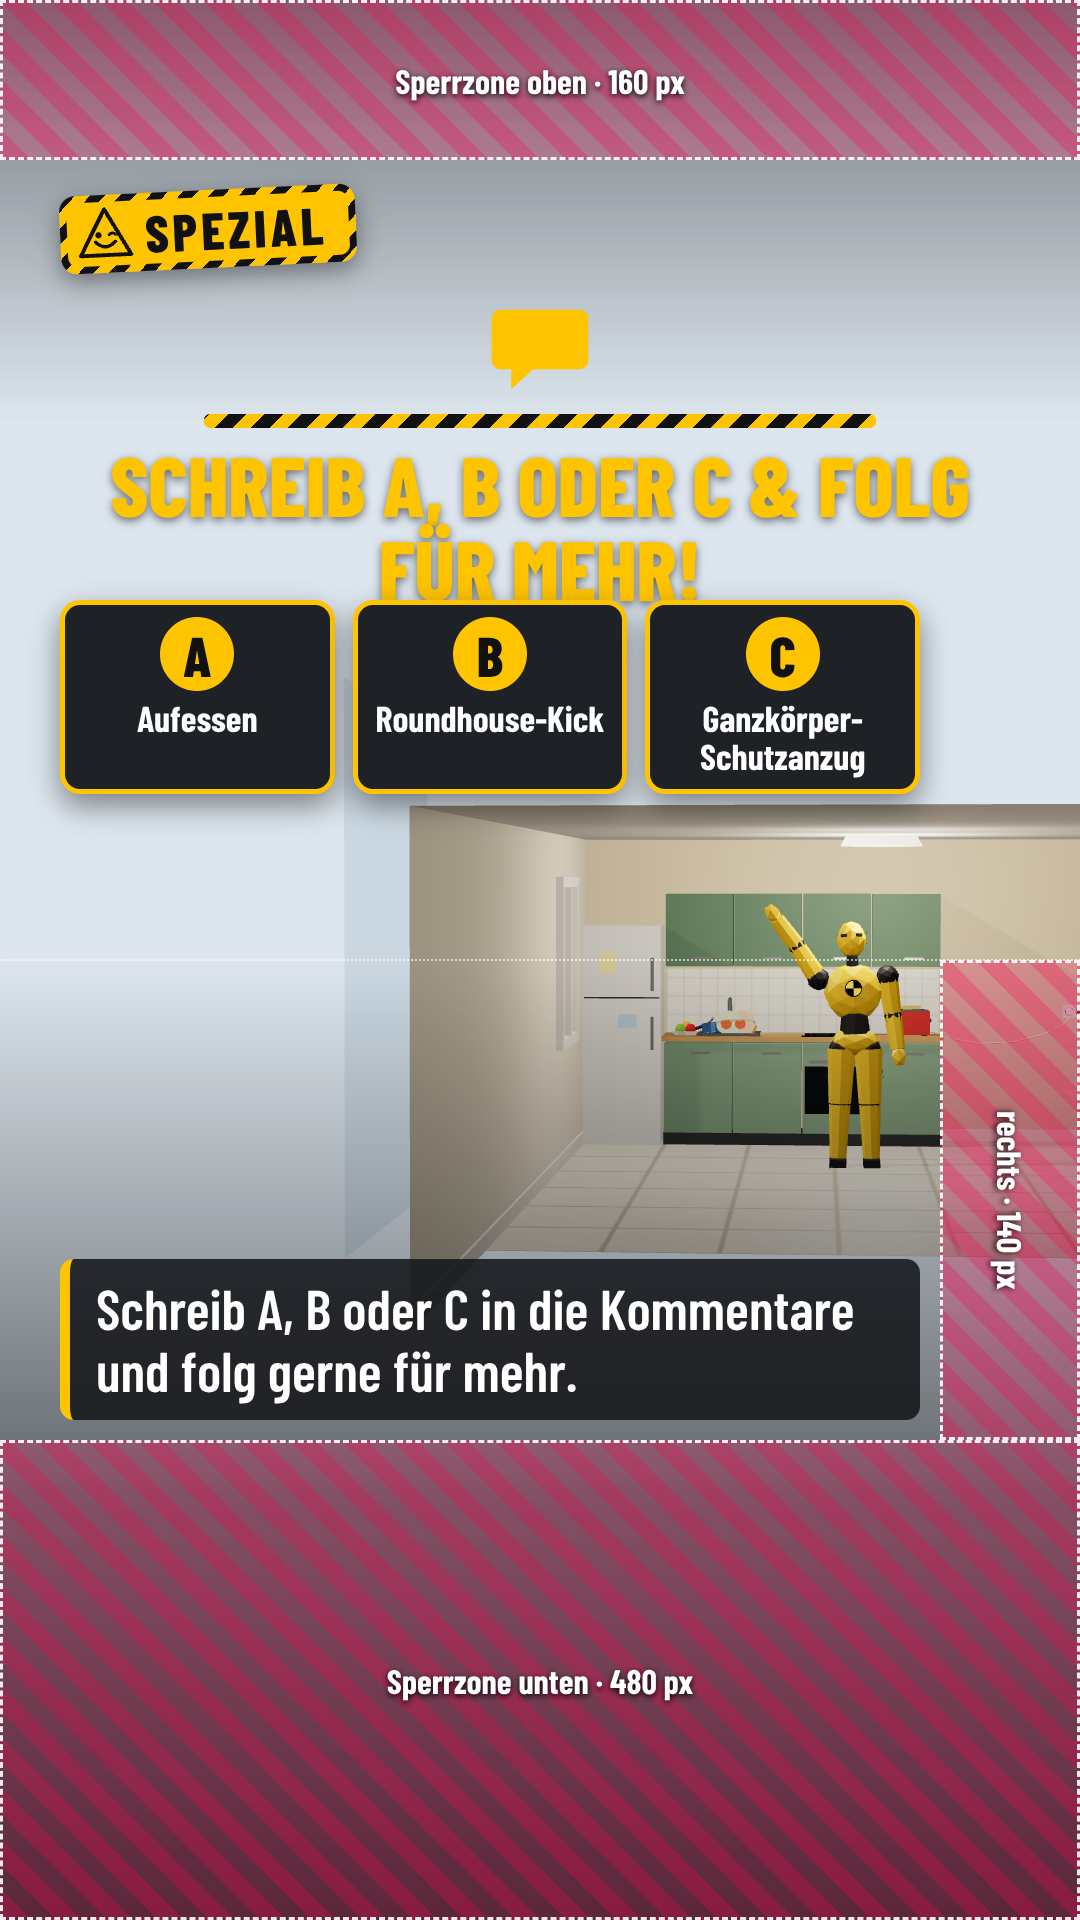 Sperrzone oben · 160 px
SPEZIAL
SCHREIB A, B ODER C & FOLG
FÜR MEHR!
A
Aufessen
B
Roundhouse-Kick
C
Ganzkörper-
Schutzanzug
rechts · 140 px
Schreib A, B oder C in die Kommentare
und folg gerne für mehr.
Sperrzone unten · 480 px